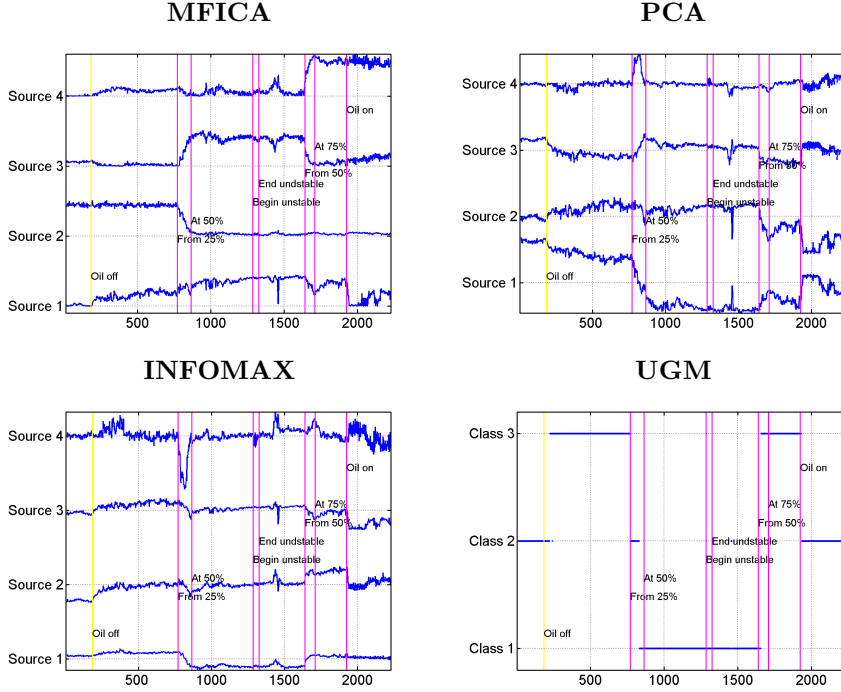 MFICA
Source 4
Source 3
Source 2
Source 1
Oil on
At 75%
From 50%
End undstable
Begin unstable
At 50%
From 25%
Oil off
500
1000
1500
2000
PCA
Source 4
Source 3
Source 2
Source 1
Oil on
At 75%
From 50%
End undstable
Begin unstable
At 50%
From 25%
Oil off
500
1000
1500
2000
INFOMAX
Source 4
Source 3
Source 2
Source 1
Oil on
At 75%
From 50%
End undstable
Begin unstable
At 50%
From 25%
Oil off
500
1000
1500
2000
UGM
Class 3
Class 2
Class 1
Oil on
At 75%
From 50%
End undstable
Begin unstable
At 50%
From 25%
Oil off
500
1000
1500
2000